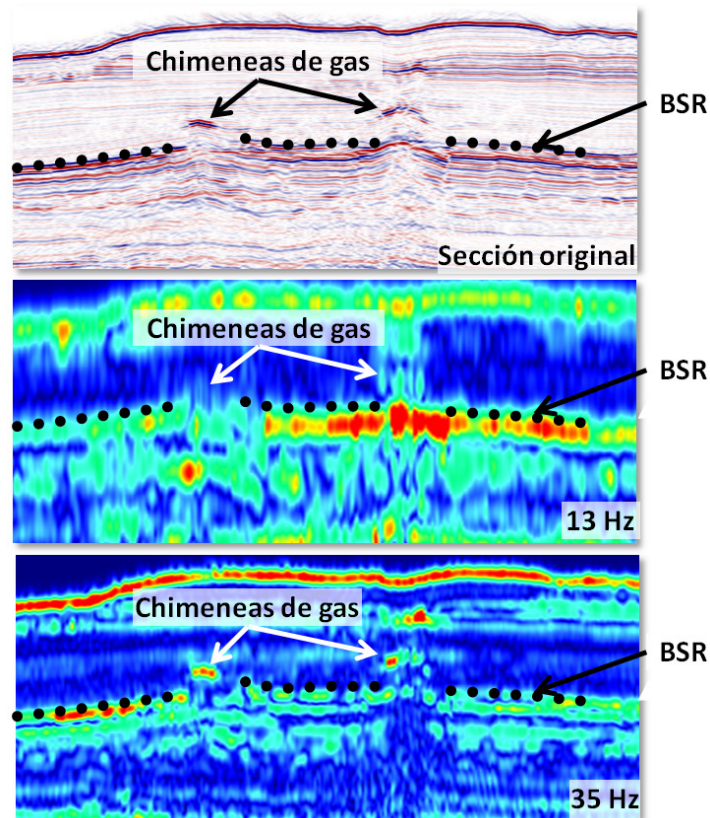 Chimeneas de gas
BSR
Sección original
Chimeneas de gas
BSR
13 Hz
Chimeneas de gas
BSR
35 Hz